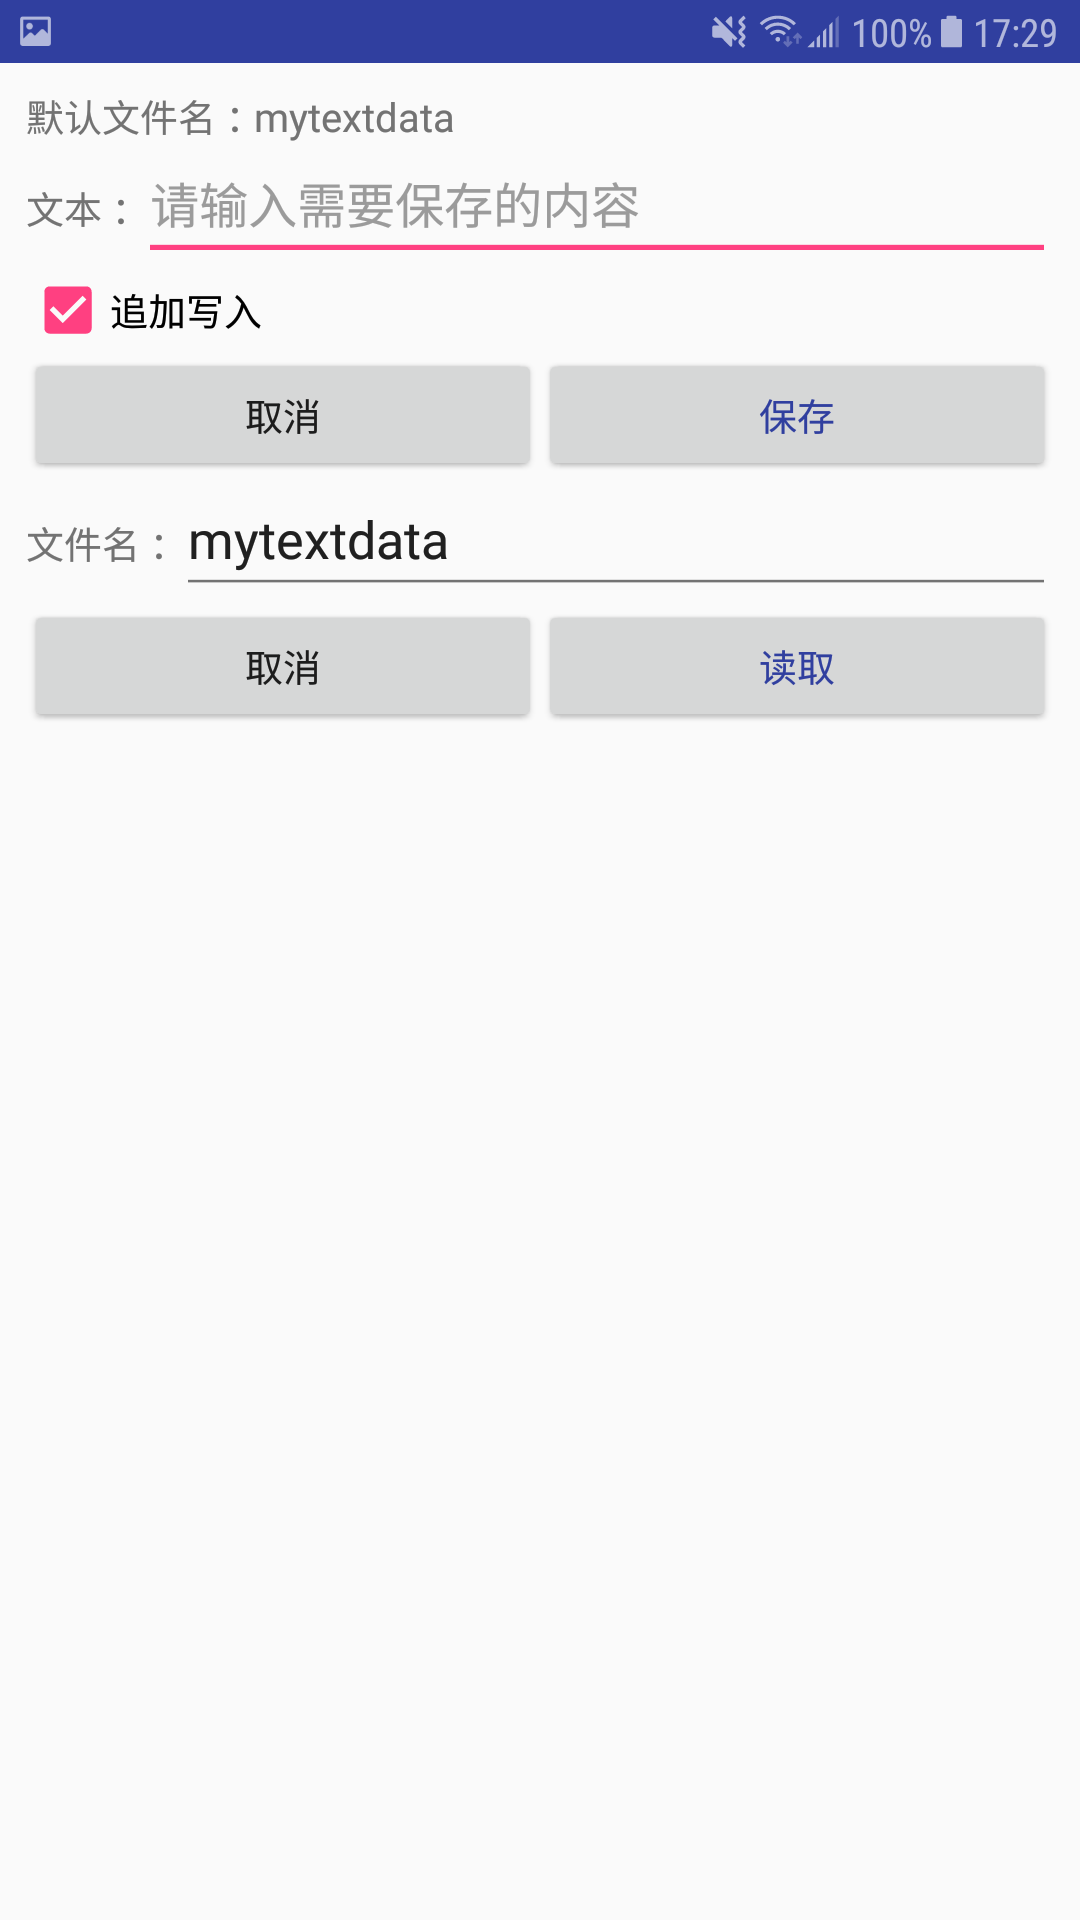 100% 17:29
默认文件名：mytextdata
文本： 请输入需要保存的内容
追加写入
取消 保存
文件名： mytextdata
取消 读取